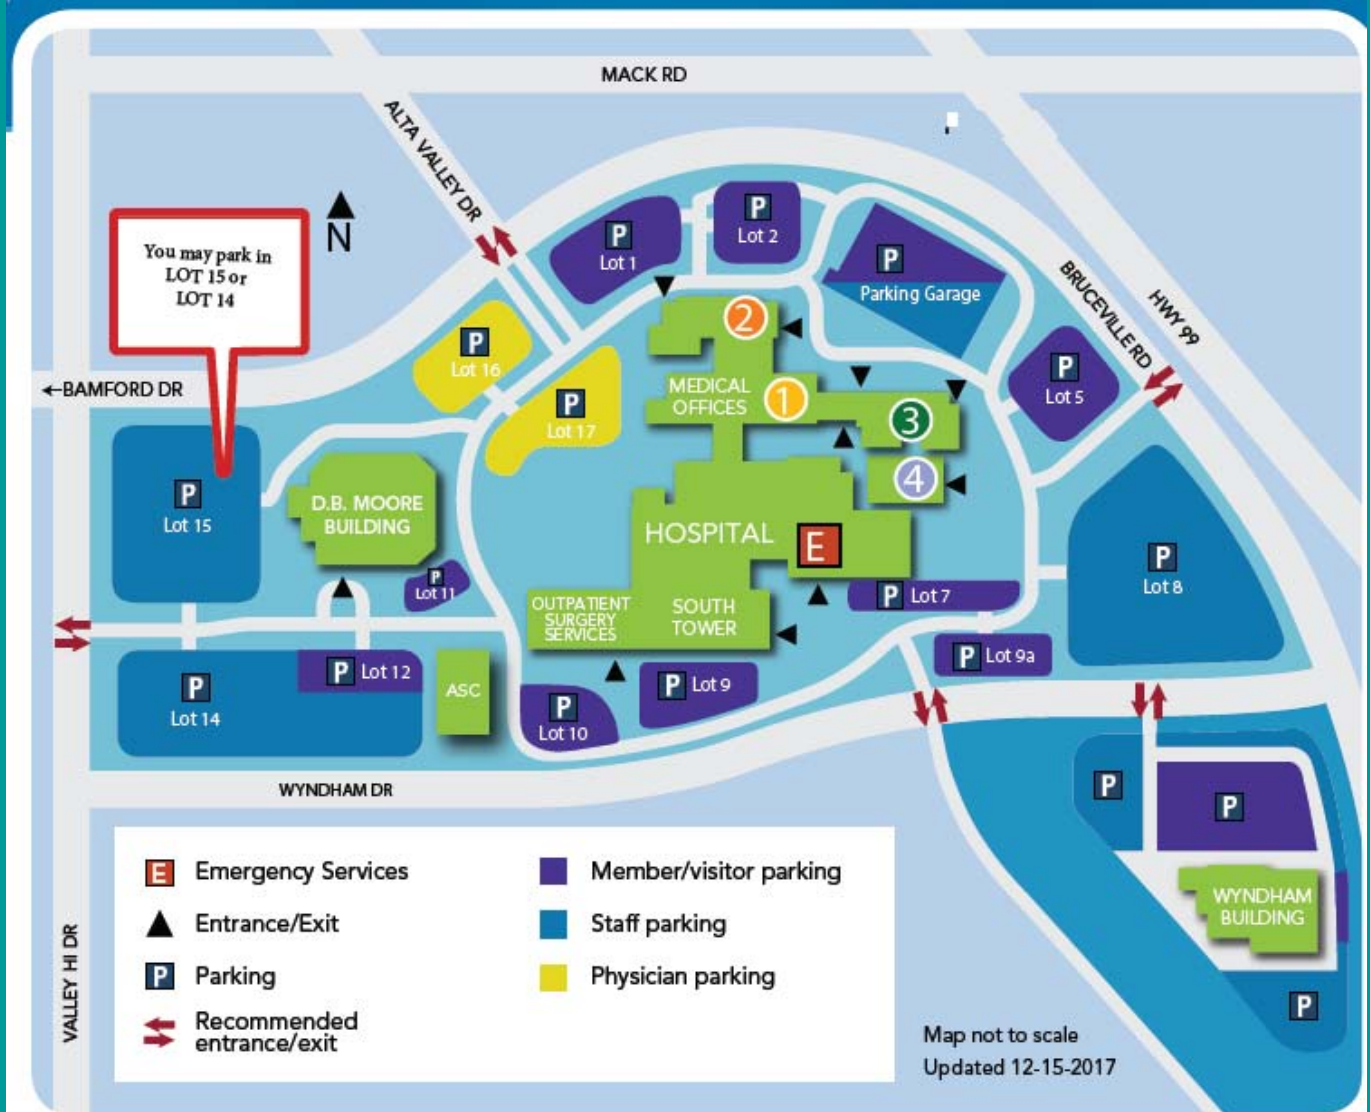 MACK RD
ALTA VALLEY DR
N
You may park in
LOT 15 or
LOT 14
P
Lot 1
P
Lot 2
P
Parking Garage
BRUCEVILLE RD
HWY 99
←BAMFORD DR
P
Lot 16
P
Lot 17
2
MEDICAL
OFFICES
1
3
4
P
Lot 5
P
Lot 15
D.B. MOORE
BUILDING
HOSPITAL
E
P
Lot 8
P
Lot 11
P Lot 7
OUTPATIENT
SURGERY
SERVICES
SOUTH
TOWER
P Lot 9a
P
Lot 14
P Lot 12
ASC
P
Lot 10
P Lot 9
WYNDHAM DR
P
P
WYNDHAM
BUILDING
P
VALLEY HI DR
E Emergency Services
Entrance/Exit
P Parking
Recommended
entrance/exit
Member/visitor parking
Staff parking
Physician parking
Map not to scale
Updated 12-15-2017